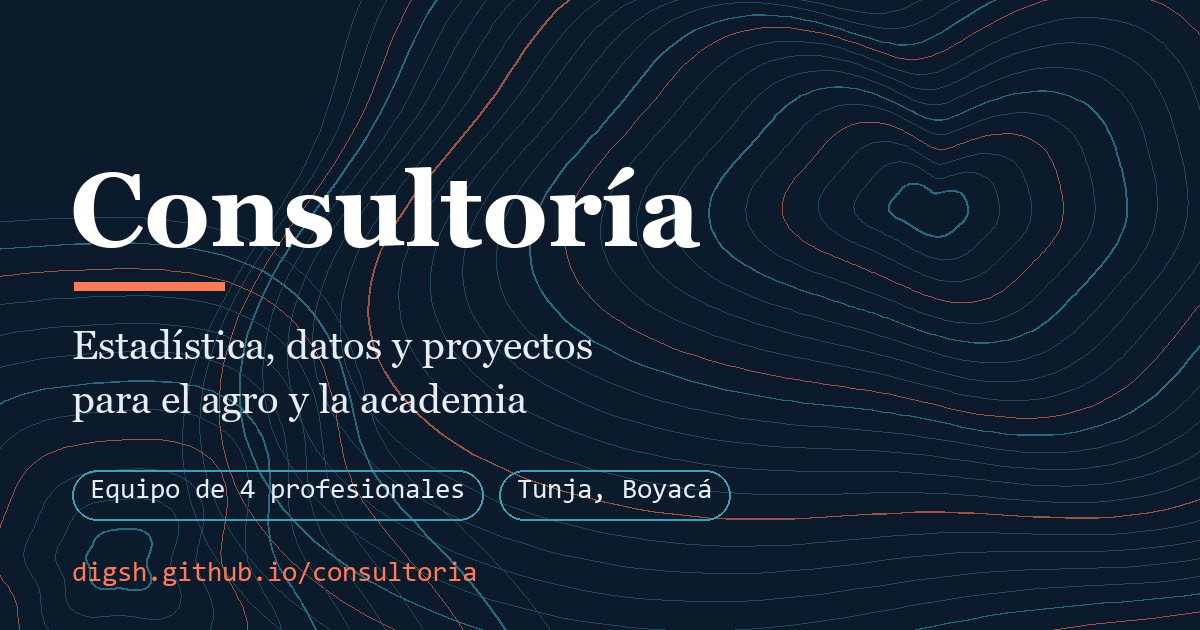 Consultoría
Estadística, datos y proyectos
para el agro y la academia
Equipo de 4 profesionales
Tunja, Boyacá
digsh.github.io/consultoria